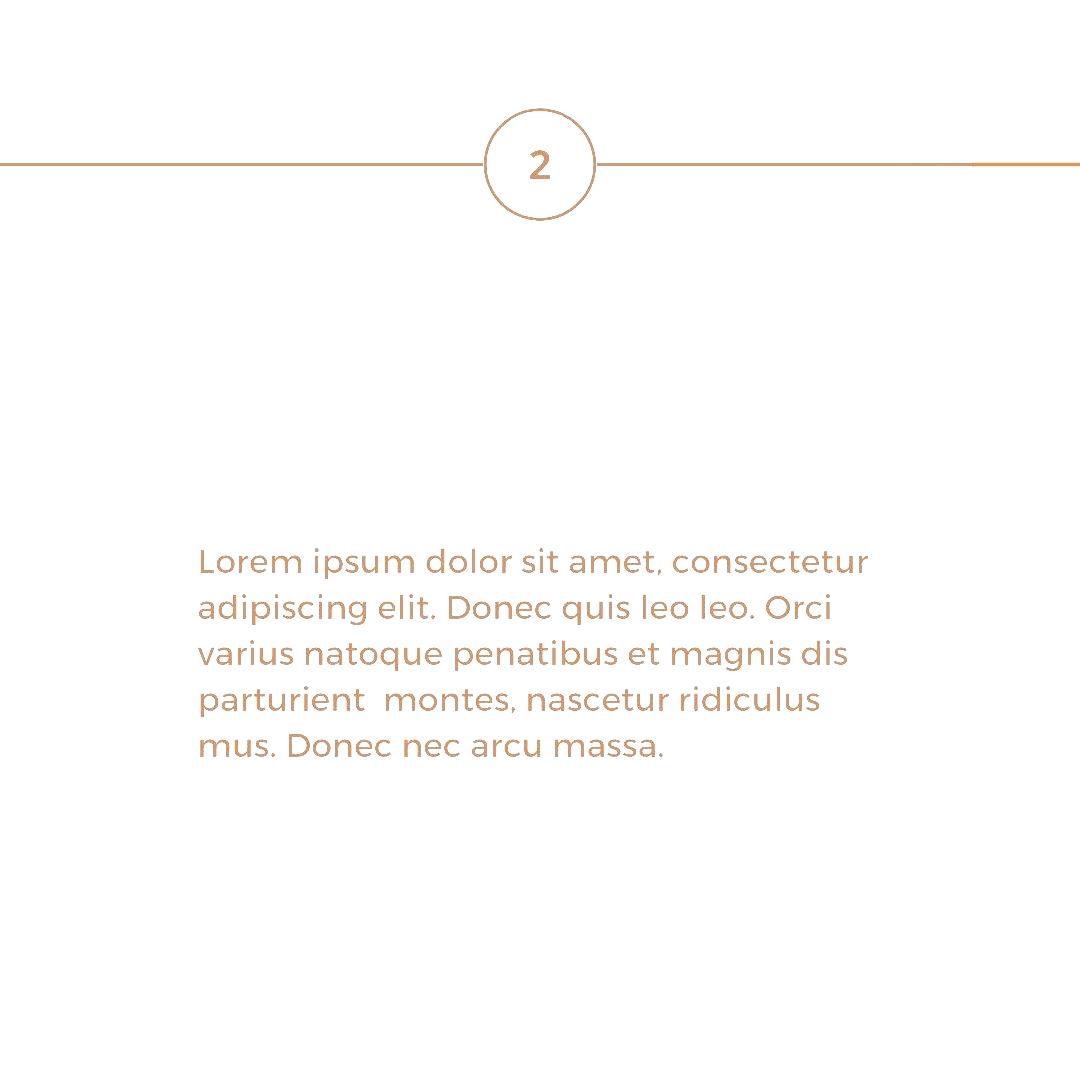 2
Lorem ipsum dolor sit amet, consectetur
adipiscing elit. Donec quis leo leo. Orci
varius natoque penatibus et magnis dis
parturient  montes, nascetur ridiculus
mus. Donec nec arcu massa.